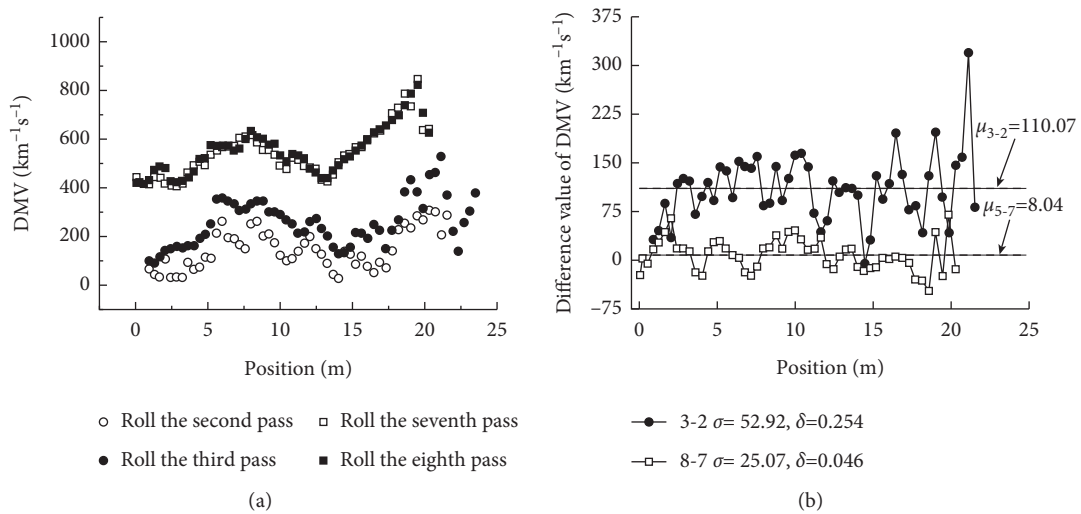 1000
800
600
400
200
0
DMV (km⁻¹s⁻¹)
0 5 10 15 20 25
Position (m)
Roll the second pass
Roll the third pass
Roll the seventh pass
Roll the eighth pass
(a)
375
300
225
150
75
0
−75
Difference value of DMV (km⁻¹s⁻¹)
μ3-2=110.07
μ5-7=8.04
0 5 10 15 20 25
Position (m)
3-2 σ= 52.92, δ=0.254
8-7 σ= 25.07, δ=0.046
(b)